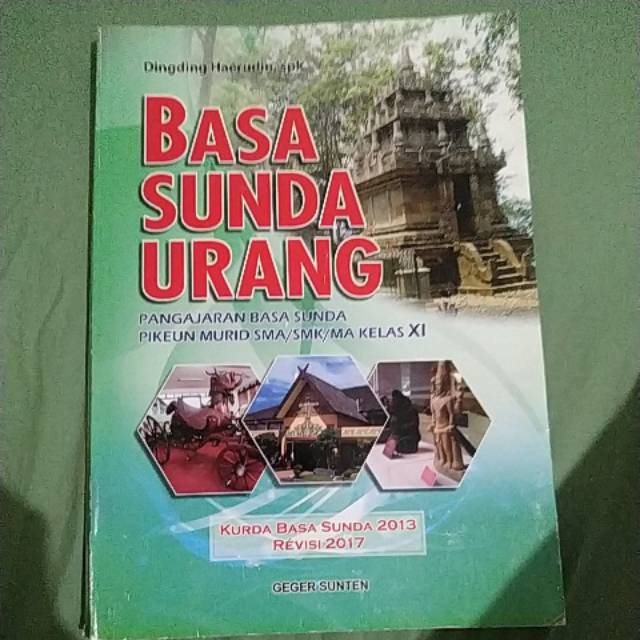 Dingding Haerudin, spk.
BASA
SUNDA
URANG
PANGAJARAN BASA SUNDA
PIKEUN MURID SMA/SMK/MA KELAS XI
KURDA BASA SUNDA 2013
REVISI 2017
GEGER SUNTEN